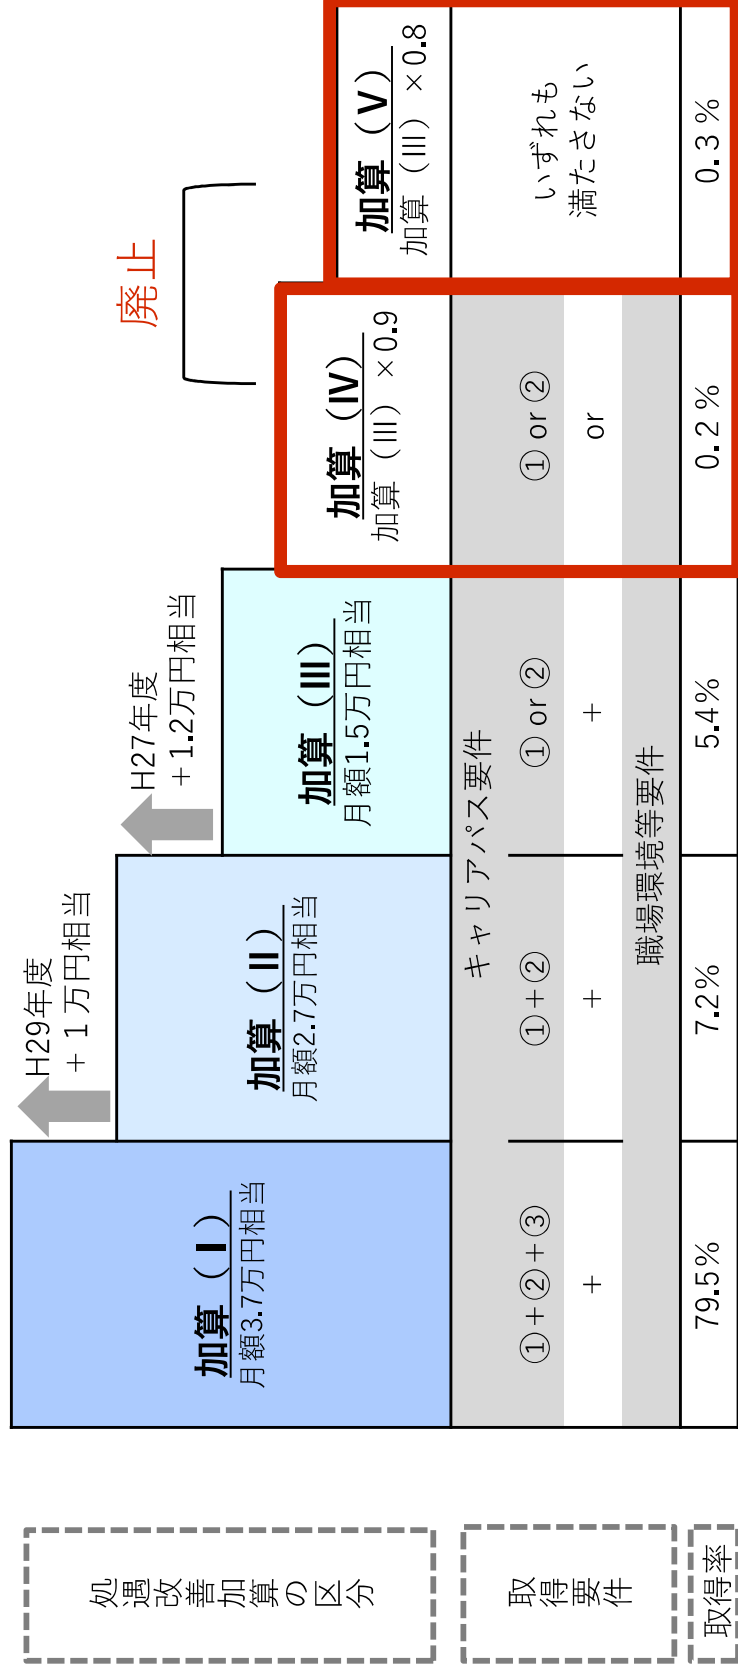 処遇改善加算の区分
取得要件
取得率
加算（Ⅰ）
月額3.7万円相当
H29年度
＋１万円相当
加算（Ⅱ）
月額2.7万円相当
H27年度
＋1.2万円相当
加算（Ⅲ）
月額1.5万円相当
廃止
加算（Ⅳ）
加算（Ⅲ）×0.9
加算（Ⅴ）
加算（Ⅲ）×0.8
キャリアパス要件
①＋②＋③
①＋②
①or②
①or②
いずれも
満たさない
＋
＋
＋
or
職場環境等要件
79.5%
7.2%
5.4%
0.2％
0.3％